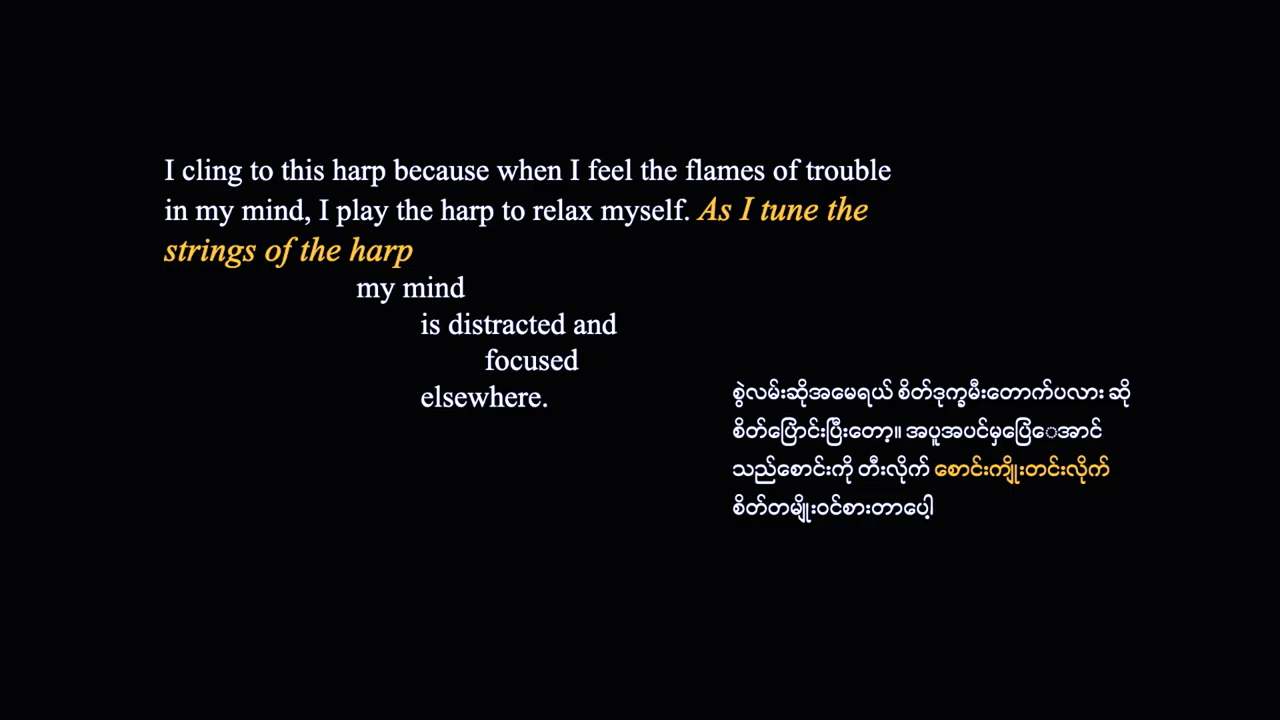 I cling to this harp because when I feel the flames of trouble
in my mind, I play the harp to relax myself. As I tune the
strings of the harp
my mind
is distracted and
focused
elsewhere.
စွဲလမ်းဆိုအမေရယ် စိတ်ဒုက္ခမီးတောက်ပလား ဆို
စိတ်ပြောင်းပြီးတော့။ အပူအပင်မှပြေေအောင်
သည်စောင်းကို တီးလိုက် စောင်းကျိုးတင်းလိုက်
စိတ်တမျိုးဝင်စားတာပေါ့